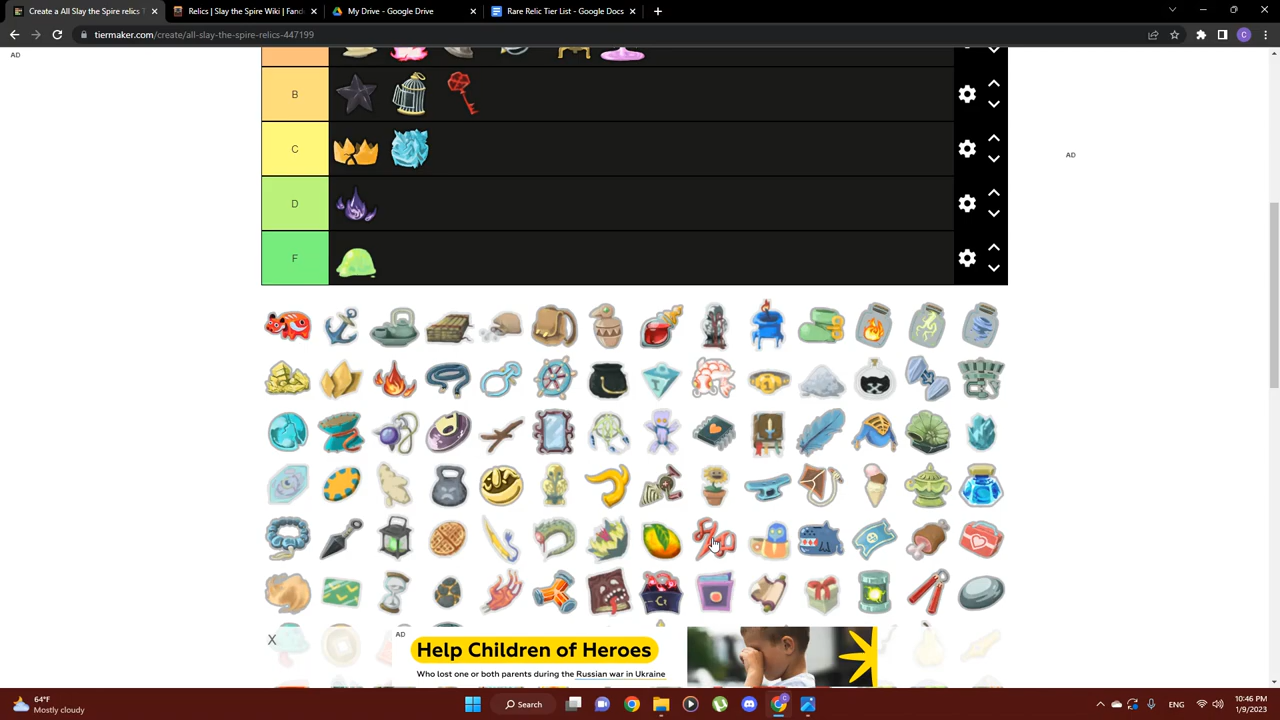 Create a All Slay the Spire Relics T
Relics | Slay the Spire Wiki | Fand
My Drive - Google Drive
Rare Relic Tier List - Google Docs
tiermaker.com/create/all-slay-the-spire-relics-447199
C
AD
B
AD
C
D
F
X
AD
Help Children of Heroes
Who lost one or both parents during the Russian war in Ukraine
64°F
Mostly cloudy
Search
ENG
10:46 PM
1/9/2023